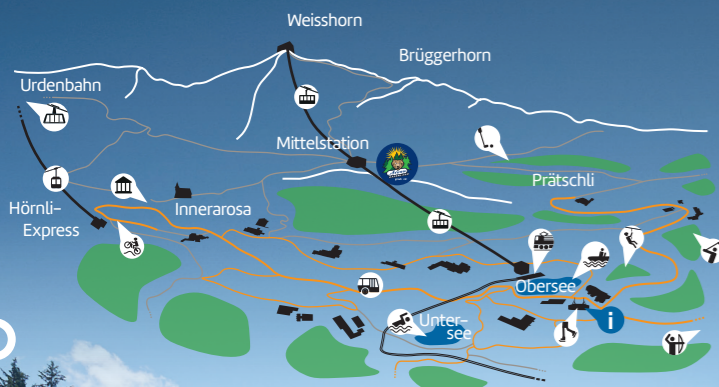 Weisshorn
Brüggerhorn
Urdenbahn
Mittelstation
Prätschli
Innerarosa
Hörnli-
Express
Obersee
Unter-
see
i